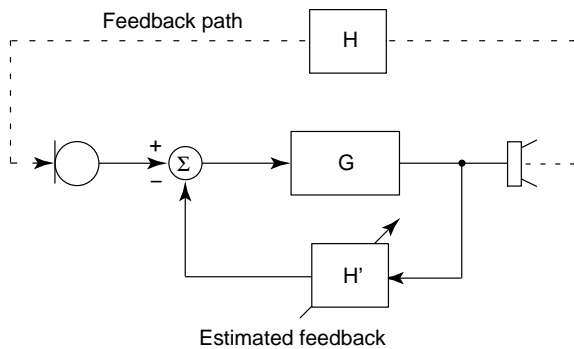 Feedback path
H
+
Σ
−
G
H'
Estimated feedback